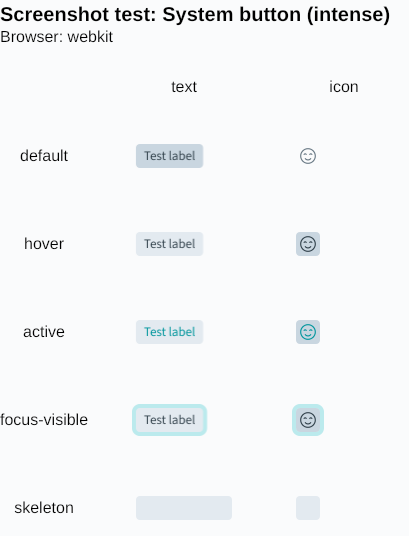 Screenshot test: System button (intense)
Browser: webkit
text icon
default Test label
hover Test label
active Test label
focus-visible Test label
skeleton